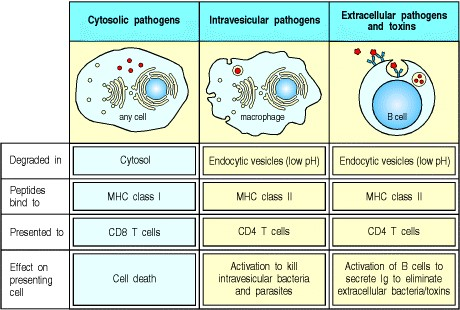 Cytosolic pathogens
Intravesicular pathogens
Extracellular pathogens
and toxins
any cell
macrophage
B cell
Degraded in
Cytosol
Endocytic vesicles (low pH)
Endocytic vesicles (low pH)
Peptides
bind to
MHC class I
MHC class II
MHC class II
Presented to
CD8 T cells
CD4 T cells
CD4 T cells
Effect on
presenting
cell
Cell death
Activation to kill
intravesicular bacteria
and parasites
Activation of B cells to
secrete Ig to eliminate
extracellular bacteria/toxins